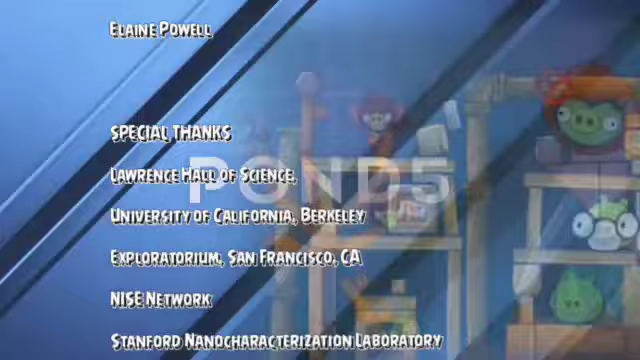 ELAINE POWELL
SPECIAL THANKS
LAWRENCE HALL OF SCIENCE,
POND5
UNIVERSITY OF CALIFORNIA, BERKELEY
EXPLORATORIUM, SAN FRANCISCO, CA
NISE NETWORK
STANFORD NANOCHARACTERIZATION LABORATORY